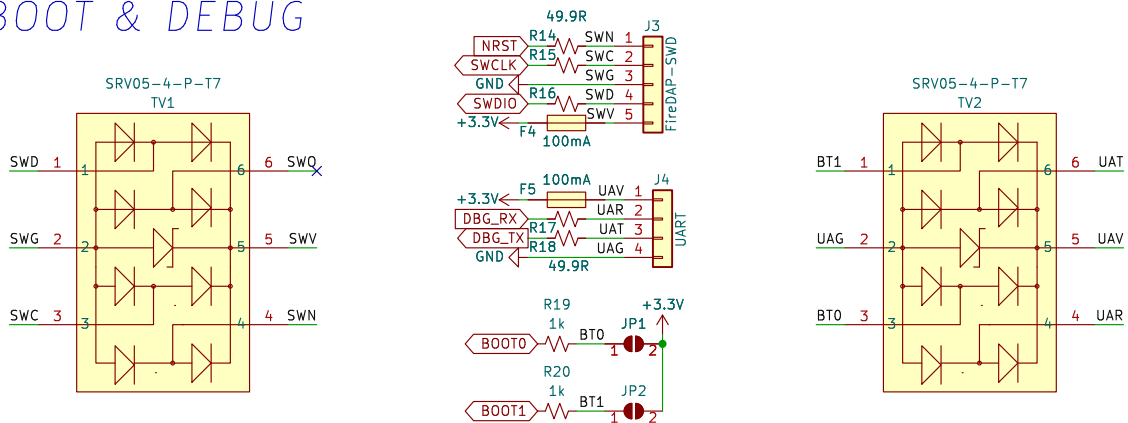 BOOT & DEBUG
SRV05-4-P-T7
TV1
SWD 1 1
SWG 2 2
SWC 3 3
6 6 SWO
5 5 SWV
4 4 SWN
49.9R
J3
NRST R14 SWN 1
SWCLK R15 SWC 2
GND SWG 3
SWDIO R16 SWD 4
+3.3V F4 SWV 5
100mA
FireDAP-SWD
100mA
J4
+3.3V F5 UAV 1
DBG_RX R17 UAR 2
DBG_TX R18 UAT 3
GND UAG 4
49.9R
UART
+3.3V
R19
1k
JP1
BOOT0 BT0 1 2
R20
1k
JP2
BOOT1 BT1 1 2
SRV05-4-P-T7
TV2
BT1 1 1
UAG 2 2
BT0 3 3
6 6 UAT
5 5 UAV
4 4 UAR